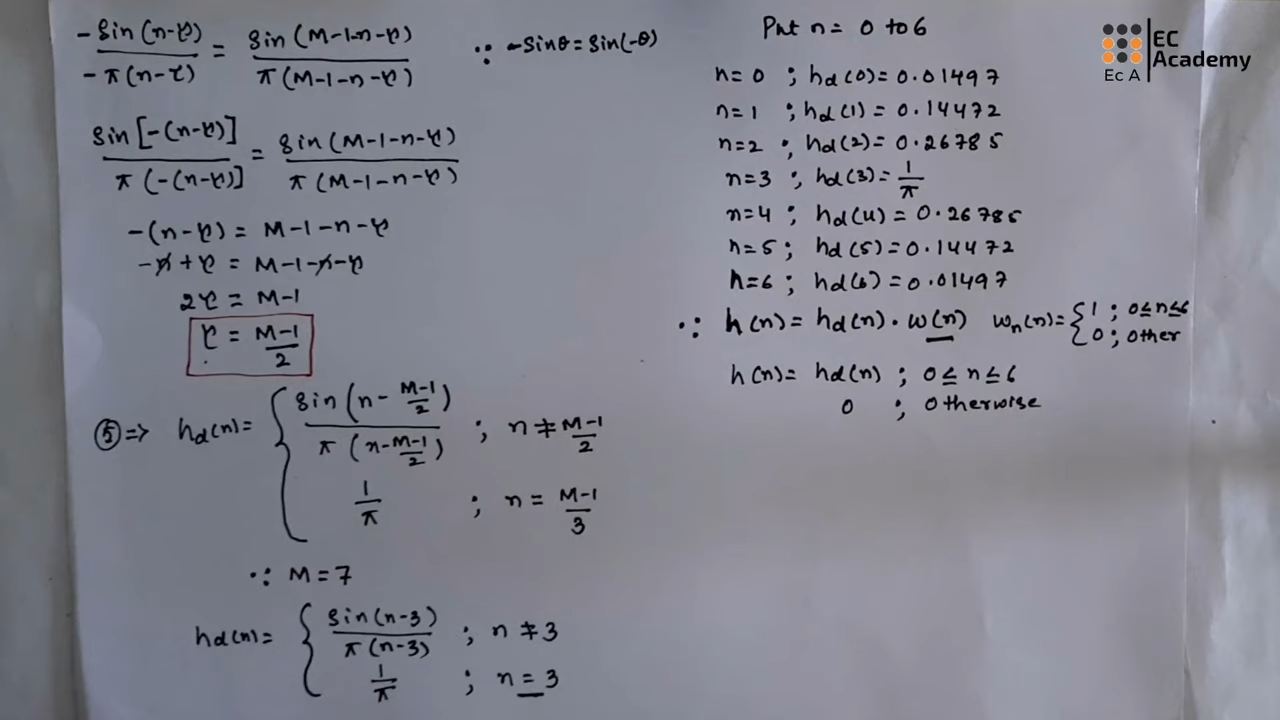 -sin(n-τ)/-π(n-τ) = sin(M-1-n-τ)/π(M-1-n-τ) ∵ -sinθ = sin(-θ)
sin[-(n-τ)]/π(-(n-τ)] = sin(M-1-n-τ)/π(M-1-n-τ)
-(n-τ) = M-1-n-τ
-n+τ = M-1-n-τ
2τ = M-1
τ = M-1/2
⑤⇒ hd(n) = { sin(n-M-1/2)/π(n-M-1/2) ; n≠M-1/2
1/π ; n = M-1/3
∵ M=7
hd(n) = { sin(n-3)/π(n-3) ; n≠3
1/π ; n=3
Put n= 0 to 6
n=0 ; hd(0)=0.01497
n=1 ; hd(1)=0.14472
n=2 ; hd(2)=0.26785
n=3 ; hd(3)=1/π
n=4 ; hd(4)=0.26785
n=5 ; hd(5)=0.14472
n=6 ; hd(6)=0.01497
∵ h(n)=hd(n)·w(n) wn(n)={1 ; 0≤n≤6
0 ; other
h(n)= hd(n) ; 0≤n≤6
0 ; Otherwise
EC
Academy
Ec A